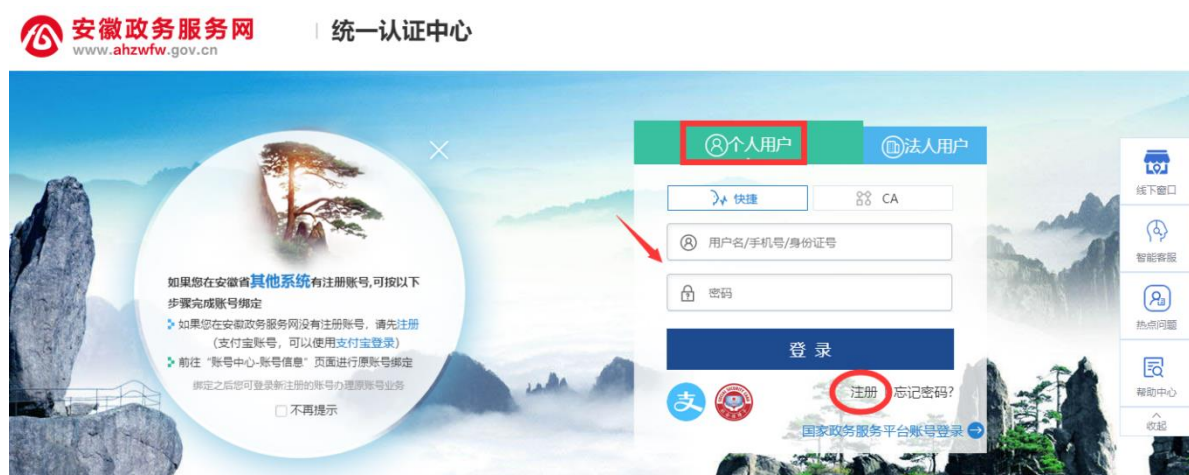 安徽政务服务网
www.ahzwfw.gov.cn
统一认证中心
如果您在安徽省其他系统有注册账号,可按以下
步骤完成账号绑定
如果您在安徽政务服务网没有注册账号，请先注册
（支付宝账号，可以使用支付宝登录）
前往“账号中心-账号信息”页面进行原账号绑定
绑定之后您可登录新注册的账号办理原账号业务
不再提示
个人用户
法人用户
快捷
CA
用户名/手机号/身份证号
密码
登录
支
注册
忘记密码?
国家政务服务平台账号登录
线下窗口
智能客服
热点问题
帮助中心
收起